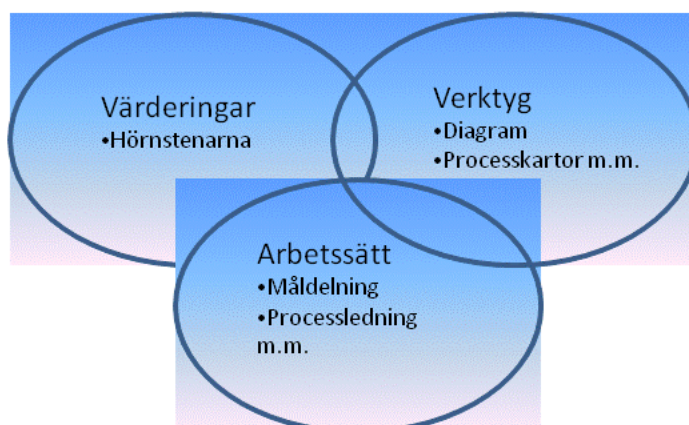 Värderingar
•Hörnstenarna
Verktyg
•Diagram
•Processkartor m.m.
Arbetssätt
•Måldelning
•Processledning
m.m.